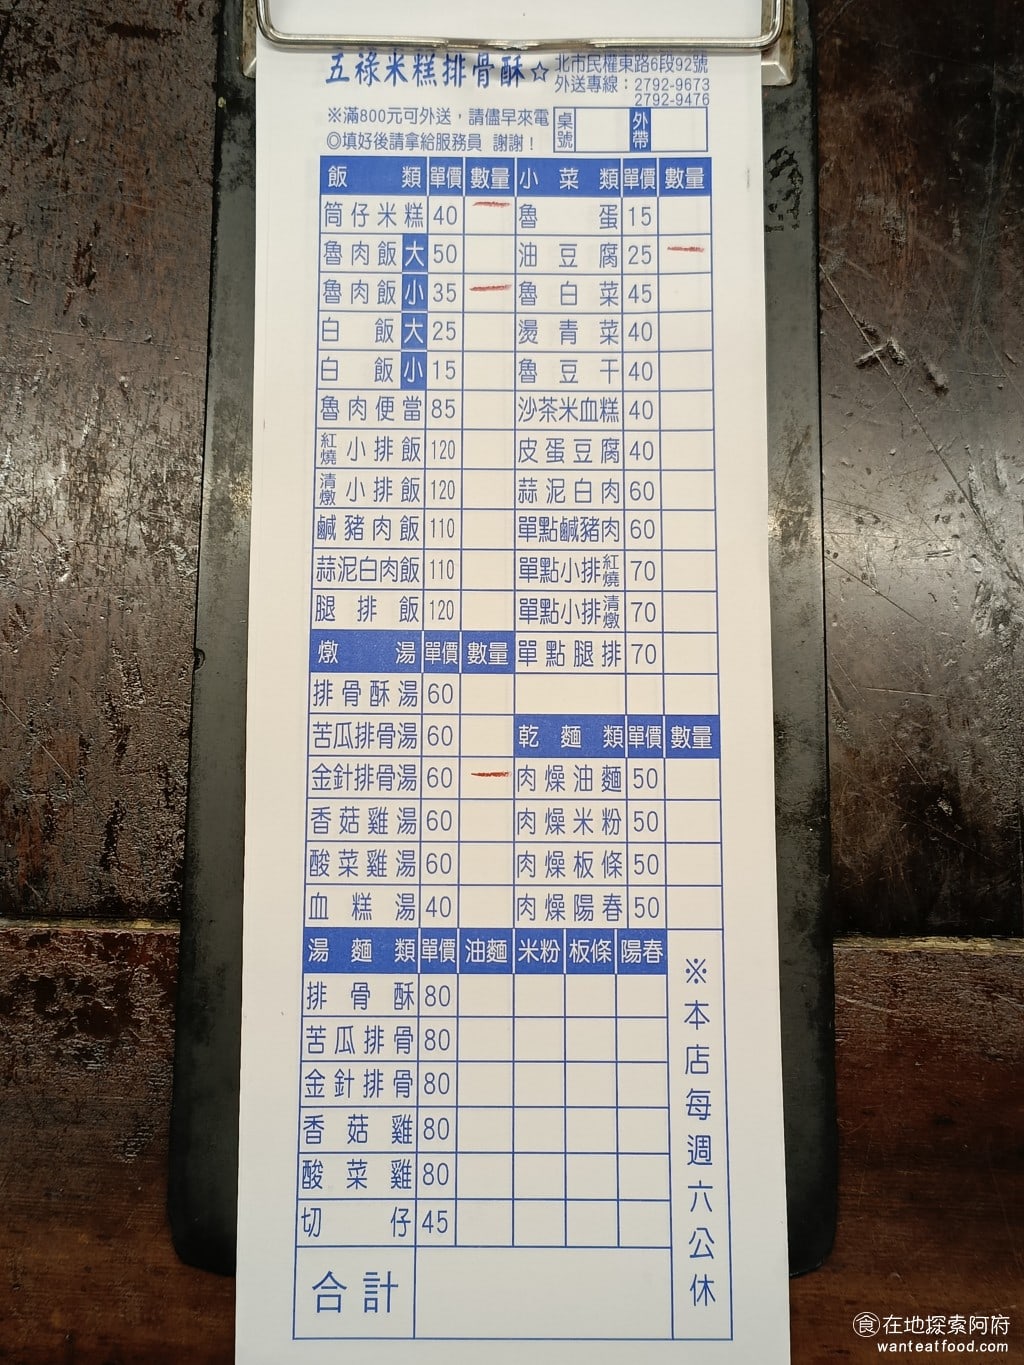 五祿米糕排骨酥☆ 北市民權東路6段92號
外送專線：2792-9673
2792-9476
※滿800元可外送，請儘早來電
◎填好後請拿給服務員 謝謝！
桌號 外帶
飯類 單價 數量 小菜類 單價 數量
筒仔米糕 40 一 魯蛋 15
魯肉飯 大 50 油豆腐 25 一
魯肉飯 小 35 一 魯白菜 45
白飯 大 25 燙青菜 40
白飯 小 15 魯豆干 40
魯肉便當 85 沙茶米血糕 40
紅燒小排飯 120 皮蛋豆腐 40
清燉小排飯 120 蒜泥白肉 60
鹹豬肉飯 110 單點鹹豬肉 60
蒜泥白肉飯 110 單點小排紅燒 70
腿排飯 120 單點小排清燉 70
燉湯 單價 數量 單點腿排 70
排骨酥湯 60
苦瓜排骨湯 60 乾麵類 單價 數量
金針排骨湯 60 一 肉燥油麵 50
香菇雞湯 60 肉燥米粉 50
酸菜雞湯 60 肉燥板條 50
血糕湯 40 肉燥陽春 50
湯麵類 單價 油麵 米粉 板條 陽春
排骨酥 80
苦瓜排骨 80
金針排骨 80
香菇雞 80
酸菜雞 80
切仔 45
合計
※本店每週六公休
食在地探索阿府
wanteatfood.com